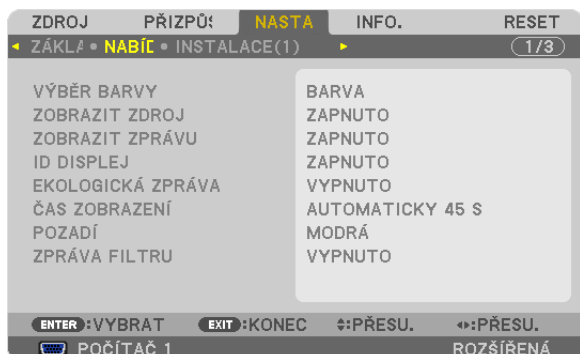 ZDROJ PŘIZPŮ NASTA INFO. RESET
ZÁKLA • NABÍD • INSTALACE(1) 1/3
VÝBĚR BARVY BARVA
ZOBRAZIT ZDROJ ZAPNUTO
ZOBRAZIT ZPRÁVU ZAPNUTO
ID DISPLEJ ZAPNUTO
EKOLOGICKÁ ZPRÁVA VYPNUTO
ČAS ZOBRAZENÍ AUTOMATICKY 45 S
POZADÍ MODRÁ
ZPRÁVA FILTRU VYPNUTO
ENTER :VYBRAT EXIT :KONEC :PŘESU. :PŘESU.
POČÍTAČ 1 ROZŠÍŘENÁ